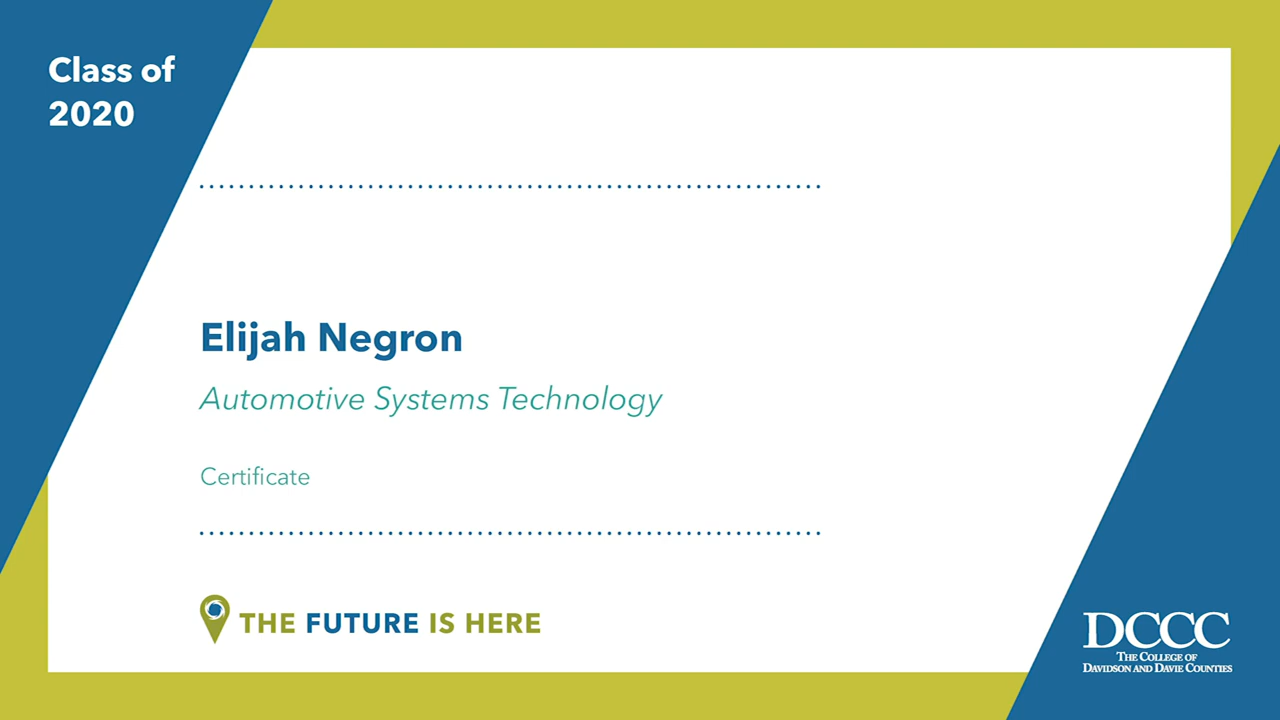 Class of
2020
Elijah Negron
Automotive Systems Technology
Certificate
THE FUTURE IS HERE
DCCC
THE COLLEGE OF
DAVIDSON AND DAVIE COUNTIES